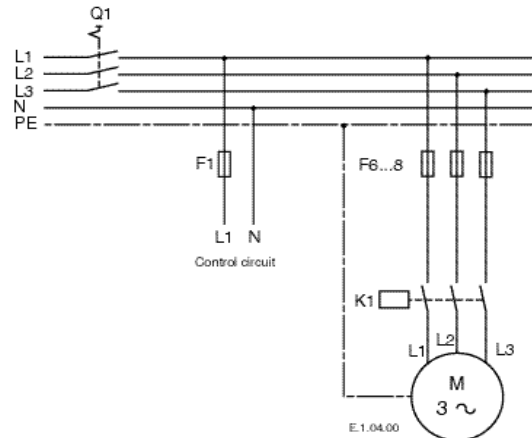 Q1
L1
L2
L3
N
PE
F1
F6...8
L1 N
Control circuit
K1
L1 L2 L3
M
3 ~
E.1.04.00